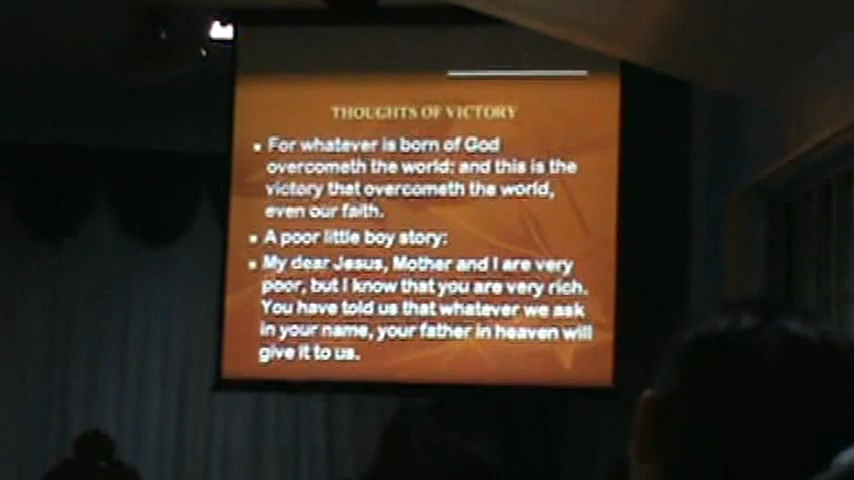 THOUGHTS OF VICTORY
▪ For whatever is born of God
overcometh the world: and this is the
victory that overcometh the world,
even our faith.
▪ A poor little boy story:
▪ My dear Jesus, Mother and I are very
poor, but I know that you are very rich.
You have told us that whatever we ask
in your name, your father in heaven will
give it to us.